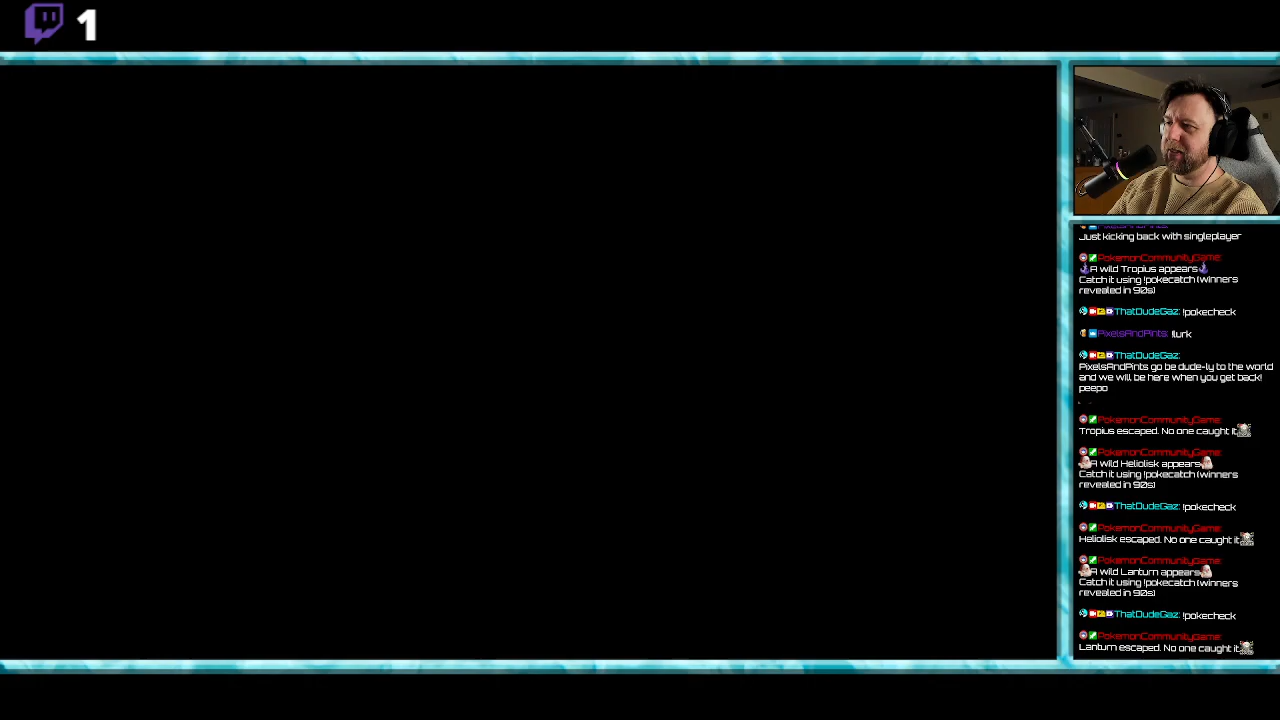 1
Just kicking back with singleplayer
PokemonCommunityGame:
A wild Tropius appears
Catch it using !pokecatch (winners
revealed in 90s)
ThatDudeGaz: !pokecheck
PixelsAndPints: !lurk
ThatDudeGaz:
PixelsAndPints go be dude-ly to the world
and we will be here when you get back!
peepo
PokemonCommunityGame:
Tropius escaped. No one caught it
PokemonCommunityGame:
A wild Heliolisk appears
Catch it using !pokecatch (winners
revealed in 90s)
ThatDudeGaz: !pokecheck
PokemonCommunityGame:
Heliolisk escaped. No one caught it
PokemonCommunityGame:
A wild Lanturn appears
Catch it using !pokecatch (winners
revealed in 90s)
ThatDudeGaz: !pokecheck
PokemonCommunityGame:
Lanturn escaped. No one caught it